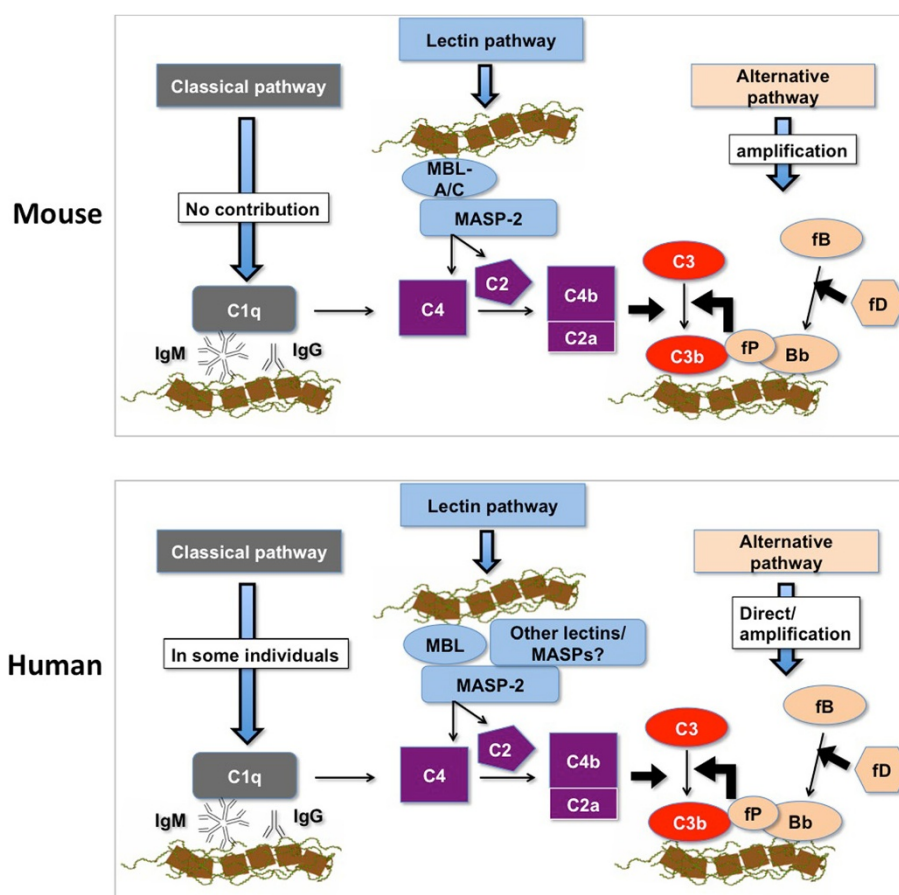 Mouse
Lectin pathway
Classical pathway
Alternative
pathway
amplification
No contribution
MBL-
A/C
MASP-2
fB
C3
C2
fD
C1q
C4
C4b
C2a
IgM
IgG
C3b
fP
Bb
Human
Lectin pathway
Classical pathway
Alternative
pathway
Direct/
amplification
In some individuals
MBL
Other lectins/
MASPs?
MASP-2
fB
C3
C2
fD
C1q
C4
C4b
C2a
IgM
IgG
C3b
fP
Bb